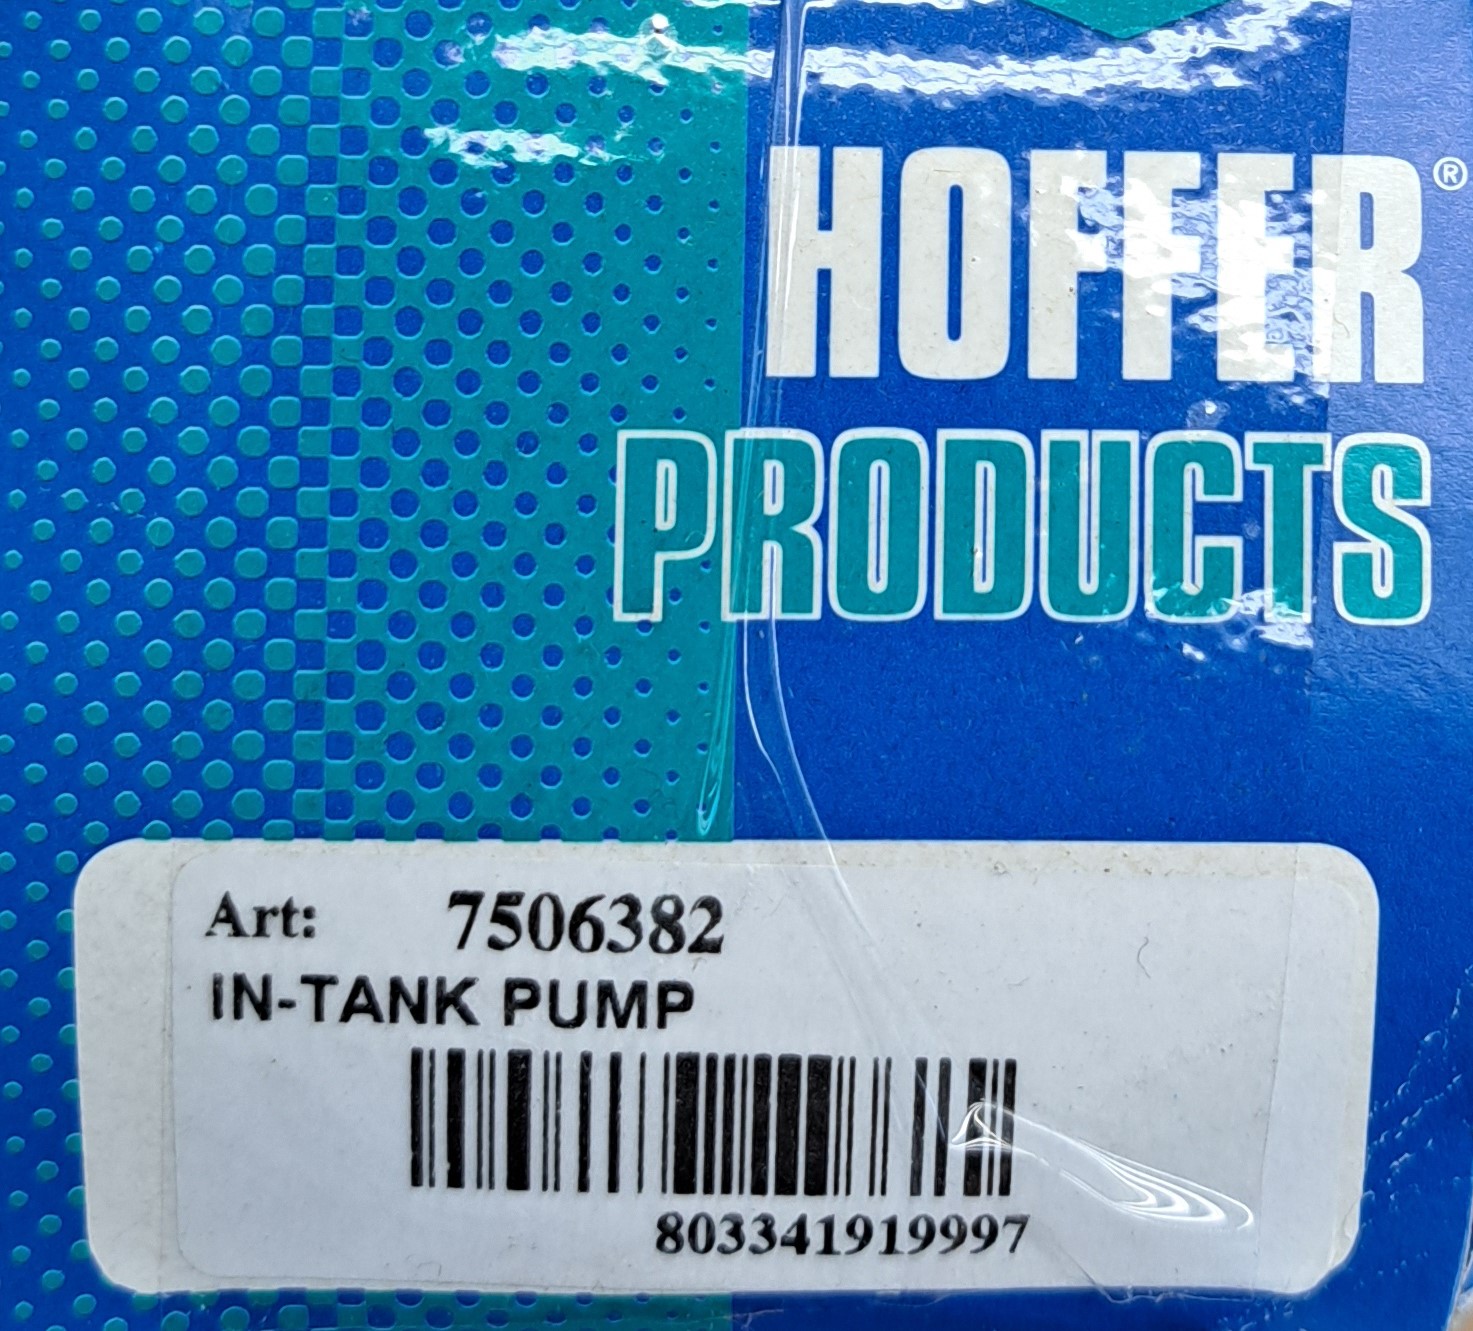 HOFFER®
PRODUCTS
Art: 7506382
IN-TANK PUMP
803341919997